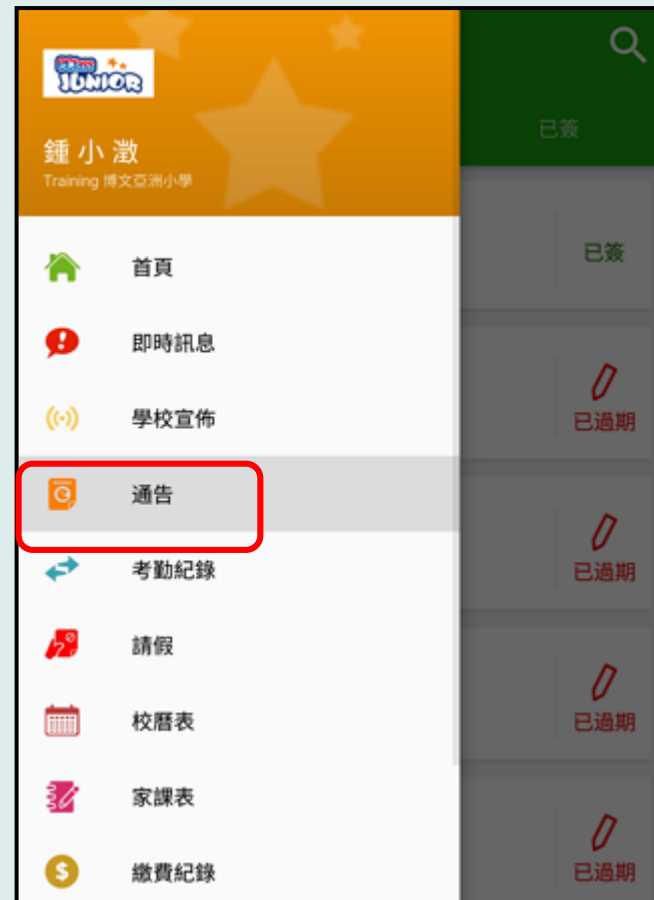 JUNIOR
鍾 小 澂
Training 博文亞洲小學
首頁
即時訊息
學校宣佈
通告
考勤紀錄
請假
校曆表
家課表
繳費紀錄
已簽
已簽
已過期
已過期
已過期
已過期